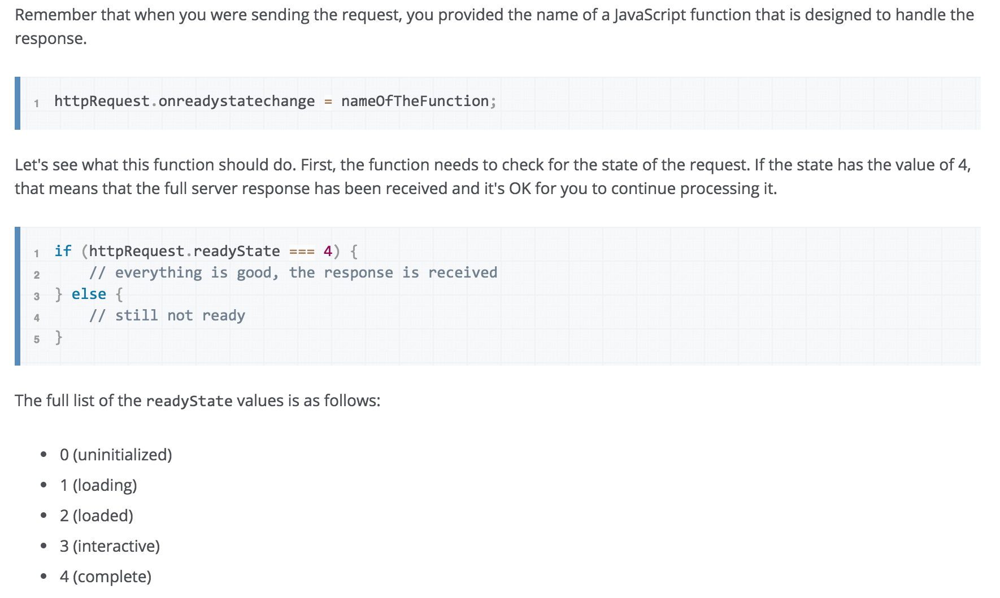 Remember that when you were sending the request, you provided the name of a JavaScript function that is designed to handle the
response.
1 httpRequest.onreadystatechange = nameOfTheFunction;
Let's see what this function should do. First, the function needs to check for the state of the request. If the state has the value of 4,
that means that the full server response has been received and it's OK for you to continue processing it.
1 if (httpRequest.readyState === 4) {
2     // everything is good, the response is received
3 } else {
4     // still not ready
5 }
The full list of the readyState values is as follows:
• 0 (uninitialized)
• 1 (loading)
• 2 (loaded)
• 3 (interactive)
• 4 (complete)